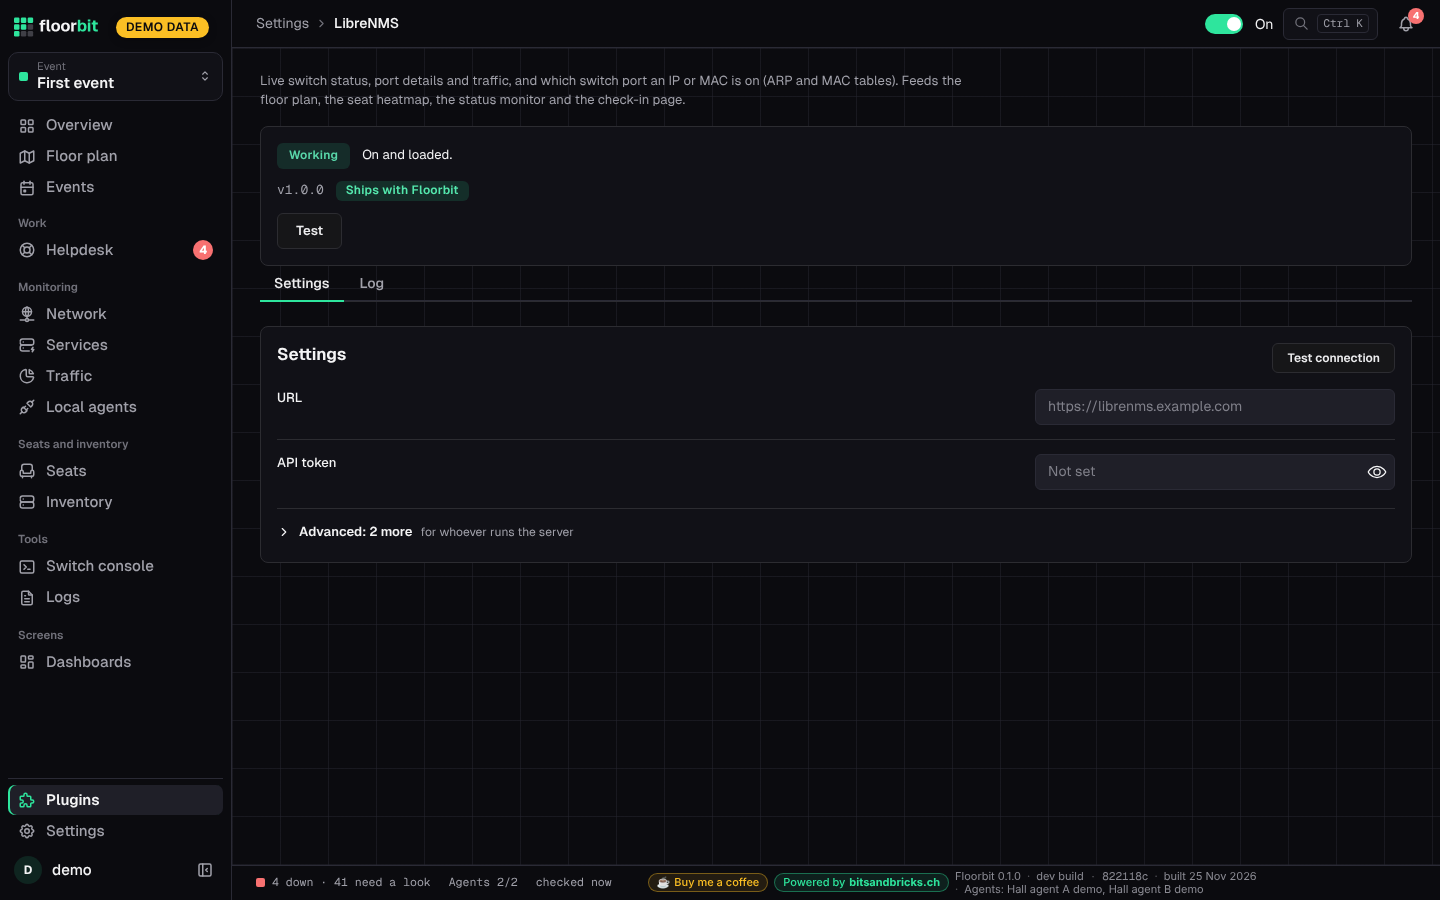 floorbit DEMO DATA
Event
First event
Overview
Floor plan
Events
Work
Helpdesk 4
Monitoring
Network
Services
Traffic
Local agents
Seats and inventory
Seats
Inventory
Tools
Switch console
Logs
Screens
Dashboards
Plugins
Settings
D demo
Settings > LibreNMS
On Ctrl K 4
Live switch status, port details and traffic, and which switch port an IP or MAC is on (ARP and MAC tables). Feeds the
floor plan, the seat heatmap, the status monitor and the check-in page.
Working On and loaded.
v1.0.0 Ships with Floorbit
Test
Settings Log
Settings Test connection
URL https://librenms.example.com
API token Not set
Advanced: 2 more for whoever runs the server
4 down · 41 need a look Agents 2/2 checked now
Buy me a coffee Powered by bitsandbricks.ch
Floorbit 0.1.0 · dev build · 822118c · built 25 Nov 2026
· Agents: Hall agent A demo, Hall agent B demo